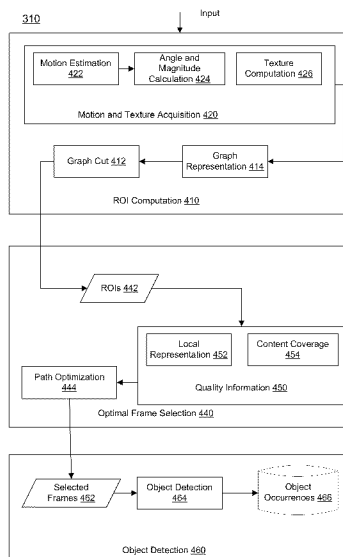 310
Input
Motion Estimation
422
Angle and
Magnitude
Calculation 424
Texture
Computation 426
Motion and Texture Acquisition 420
Graph Cut 412
Graph
Representation 414
ROI Computation 410
ROIs 442
Local
Representation 452
Content Coverage
454
Quality Information 450
Path Optimization
444
Optimal Frame Selection 440
Selected
Frames 462
Object Detection
464
Object
Occurrences 466
Object Detection 460